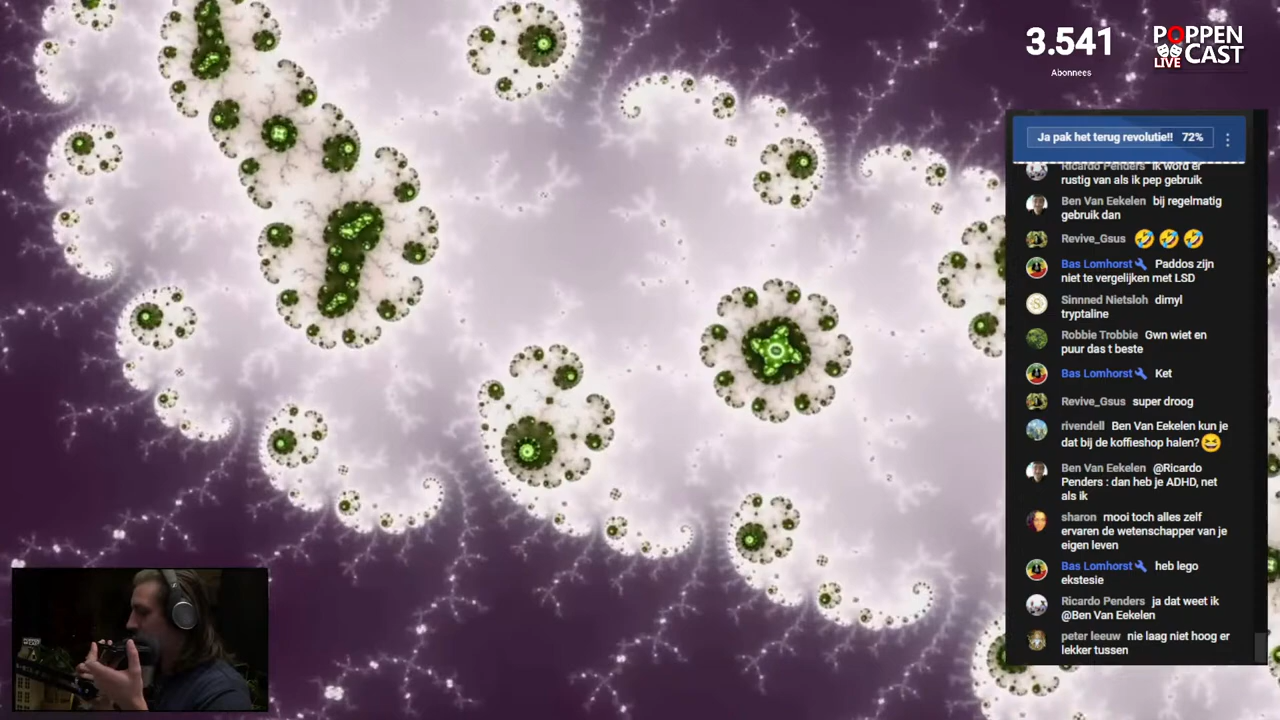 3.541
Abonnees
POPPEN
LIVE CAST
Ja pak het terug revolutie!! 72%
Ricardo Penders Ik word er
rustig van als ik pep gebruik
Ben Van Eekelen bij regelmatig
gebruik dan
Revive_Gsus 🤣🤣🤣
Bas Lomhorst Paddos zijn
niet te vergelijken met LSD
Sinnned Nietsloh dimyl
tryptaline
Robbie Trobbie Gwn wiet en
puur das t beste
Bas Lomhorst Ket
Revive_Gsus super droog
rivendell Ben Van Eekelen kun je
dat bij de koffieshop halen?😆
Ben Van Eekelen @Ricardo
Penders : dan heb je ADHD, net
als ik
sharon mooi toch alles zelf
ervaren de wetenschapper van je
eigen leven
Bas Lomhorst heb lego
ekstesie
Ricardo Penders ja dat weet ik
@Ben Van Eekelen
peter leeuw nie laag niet hoog er
lekker tussen